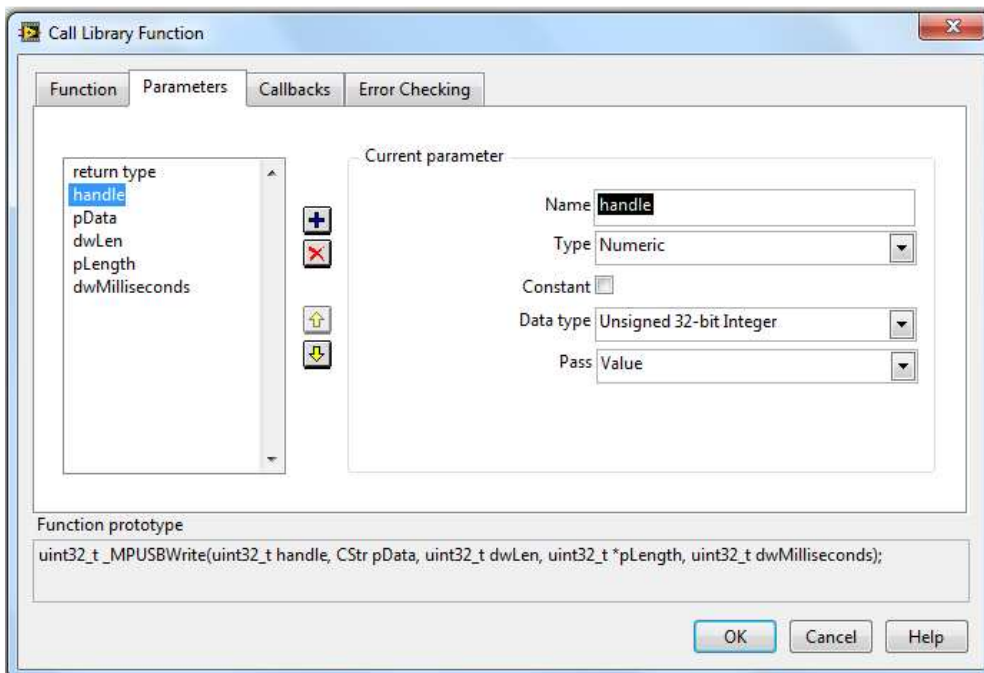 Call Library Function
Function Parameters Callbacks Error Checking
return type
handle
pData
dwLen
pLength
dwMilliseconds
Current parameter
Name handle
Type Numeric
Constant
Data type Unsigned 32-bit Integer
Pass Value
Function prototype
uint32_t _MPUSBWrite(uint32_t handle, CStr pData, uint32_t dwLen, uint32_t *pLength, uint32_t dwMilliseconds);
OK Cancel Help